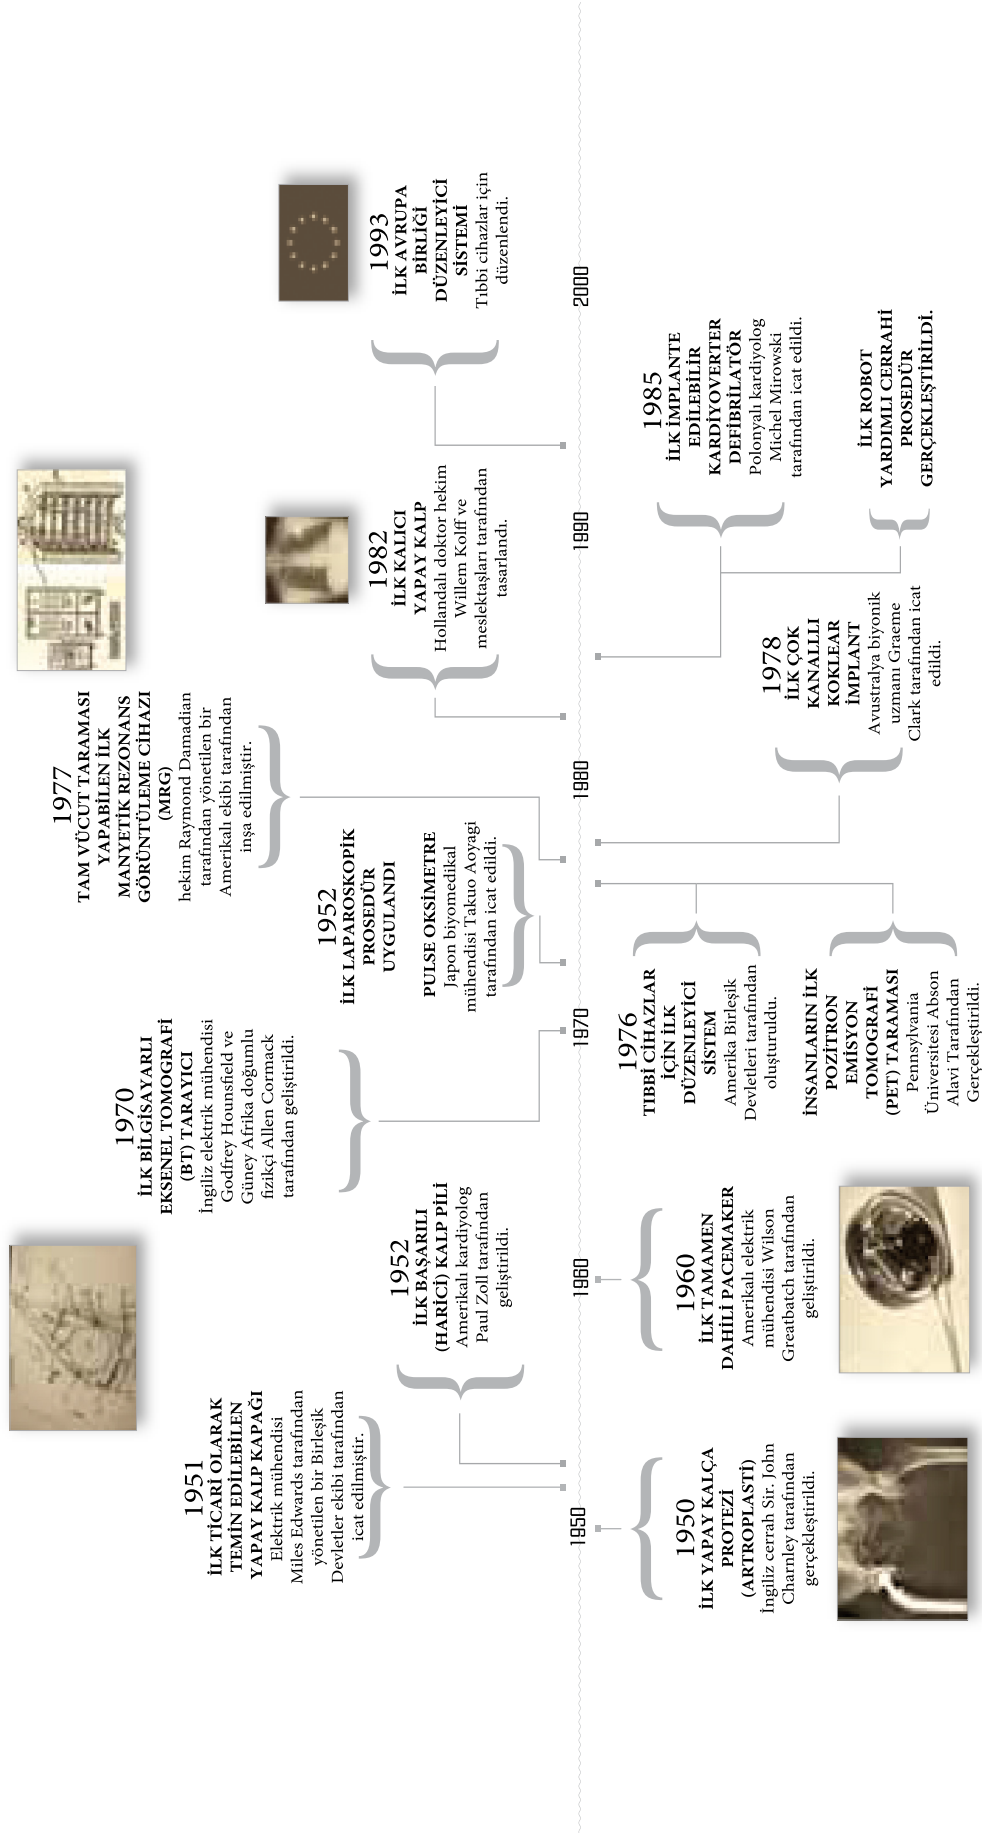 1951
İLK TİCARİ OLARAK
TEMİN EDİLEBİLEN
YAPAY KALP KAPAĞI
Elektrik mühendisi
Miles Edwards tarafından
yönetilen bir Birleşik
Devletler ekibi tarafından
icat edilmiştir.
1952
İLK BAŞARILI
(HARİCİ) KALP PİLİ
Amerikalı kardiyolog
Paul Zoll tarafından
geliştirildi.
1970
İLK BİLGİSAYARLI
EKSENEL TOMOGRAFİ
(BT) TARAYICI
İngiliz elektrik mühendisi
Godfrey Hounsfield ve
Güney Afrika doğumlu
fizikçi Allen Cormack
tarafından geliştirildi.
1952
İLK LAPAROSKOPİK
PROSEDÜR
UYGULANDI
PULSE OKSİMETRE
Japon biyomedikal
mühendisi Takuo Aoyagi
tarafından icat edildi.
1977
TAM VÜCUT TARAMASI
YAPABİLEN İLK
MANYETİK REZONANS
GÖRÜNTÜLEME CİHAZI
(MRG)
hekim Raymond Damadian
tarafından yönetilen bir
Amerikalı ekibi tarafından
inşa edilmiştir.
1982
İLK KALICI
YAPAY KALP
Hollandalı doktor hekim
Willem Kolff ve
meslektaşları tarafından
tasarlandı.
1993
İLK AVRUPA
BİRLİĞİ
DÜZENLEYİCİ
SİSTEMİ
Tıbbi cihazlar için
düzenlendi.
1950
1960
1970
1980
1990
2000
1950
İLK YAPAY KALÇA
PROTEZİ
(ARTROPLASTİ)
İngiliz cerrah Sir. John
Charnley tarafından
gerçekleştirildi.
1960
İLK TAMAMEN
DAHİLİ PACEMAKER
Amerikalı elektrik
mühendisi Wilson
Greatbatch tarafından
geliştirildi.
1976
TIBBİ CİHAZLAR
İÇİN İLK
DÜZENLEYİCİ
SİSTEM
Amerika Birleşik
Devletleri tarafından
oluşturuldu.
İNSANLARIN İLK
POZİTRON
EMİSYON
TOMOGRAFİ
(PET) TARAMASI
Pennsylvania
Üniversitesi Abson
Alavi Tarafından
Gerçekleştirildi.
1978
İLK ÇOK
KANALLI
KOKLEAR
İMPLANT
Avustralya biyonik
uzmanı Graeme
Clark tarafından icat
edildi.
1985
İLK İMPLANTE
EDİLEBİLİR
KARDİYOVERTER
DEFİBRİLATÖR
Polonyalı kardiyolog
Michel Mirowski
tarafından icat edildi.
İLK ROBOT
YARDIMLI CERRAHİ
PROSEDÜR
GERÇEKLEŞTİRİLDİ.